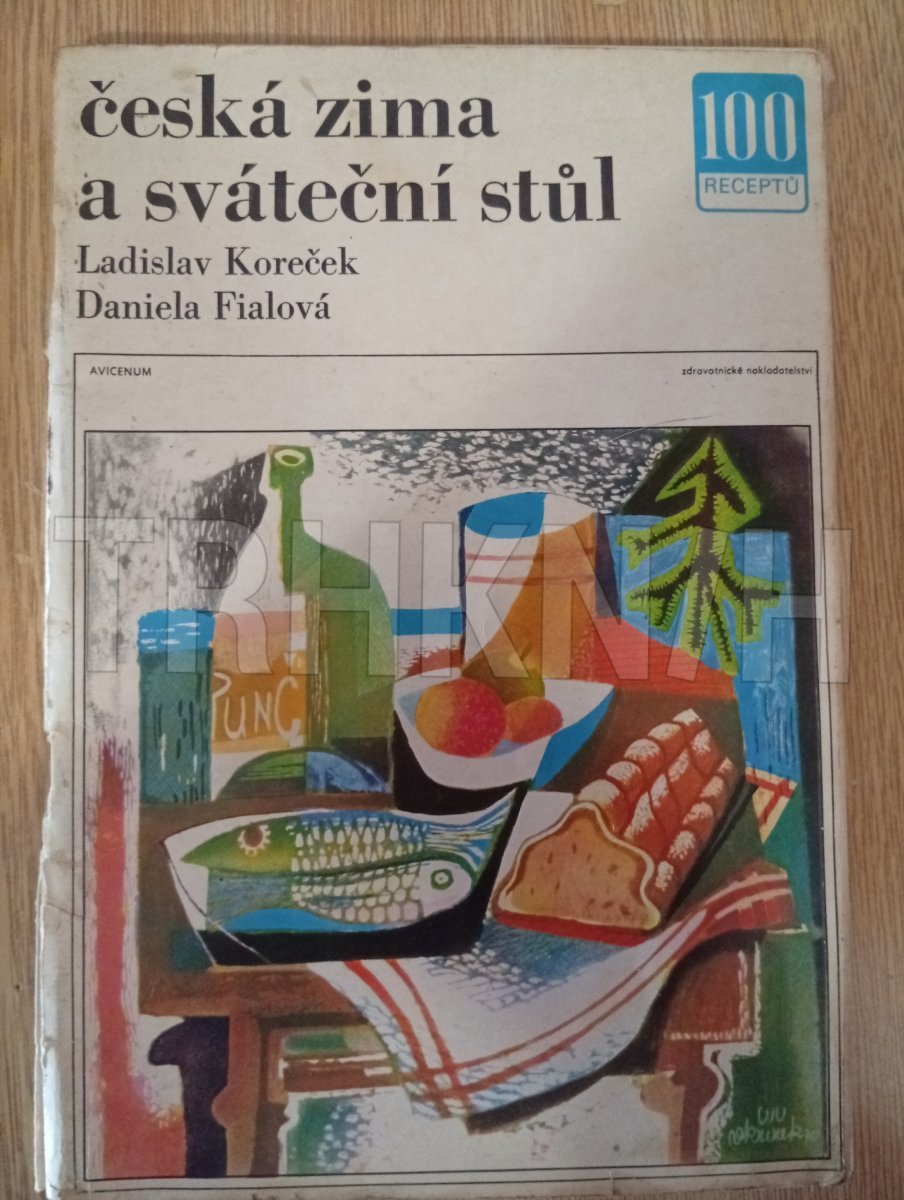 česká zima
a sváteční stůl
100
RECEPTŮ
Ladislav Koreček
Daniela Fialová
AVICENUM
zdravotnické nakladatelství
TRHKNIH
PUNČ